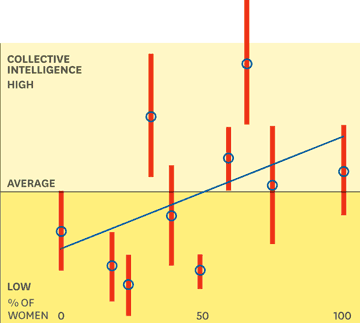 COLLECTIVE
INTELLIGENCE
HIGH
AVERAGE
LOW
% OF
WOMEN 0 50 100